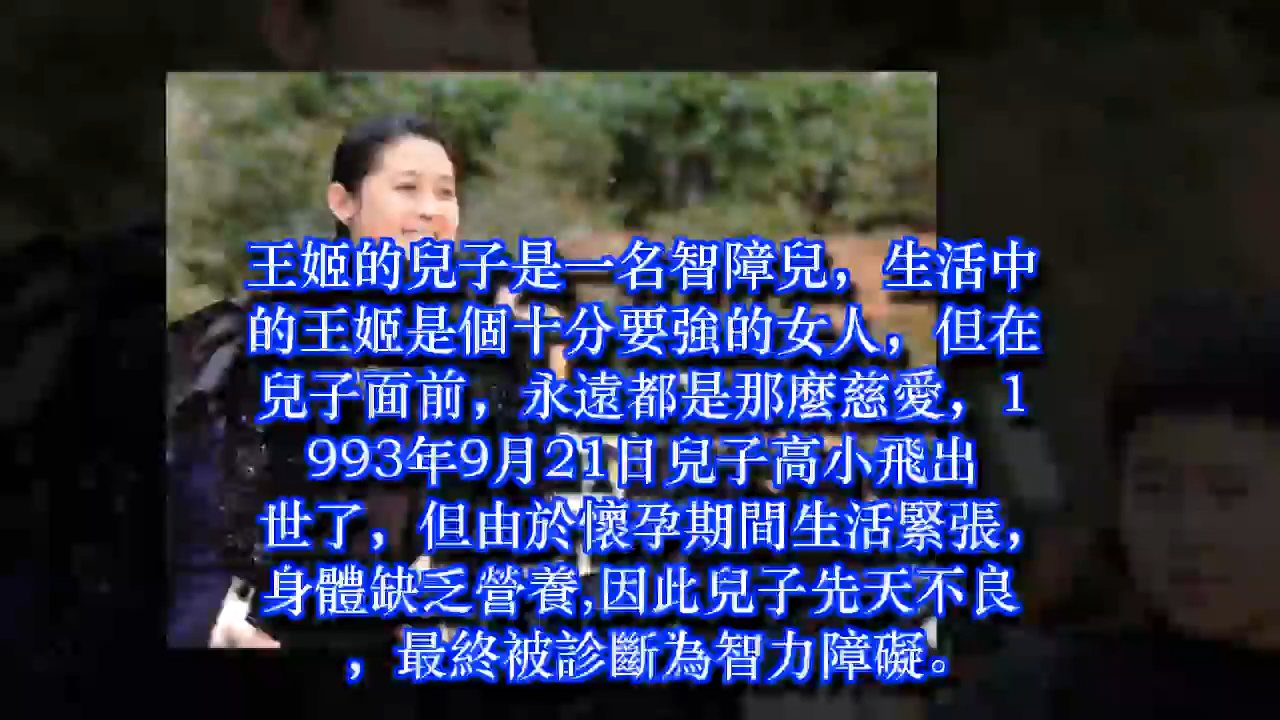 王姬的兒子是一名智障兒，生活中
的王姬是個十分要強的女人，但在
兒子面前，永遠都是那麼慈愛，1
993年9月21日兒子高小飛出
世了，但由於懷孕期間生活緊張，
身體缺乏營養,因此兒子先天不良
，最終被診斷為智力障礙。